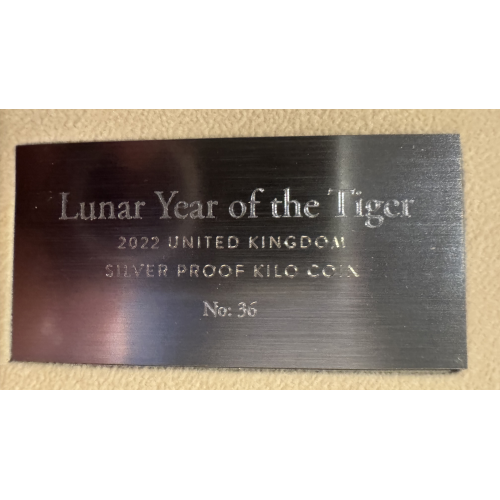 Lunar Year of the Tiger
2022 UNITED KINGDOM
SILVER PROOF KILO COIN
No: 36